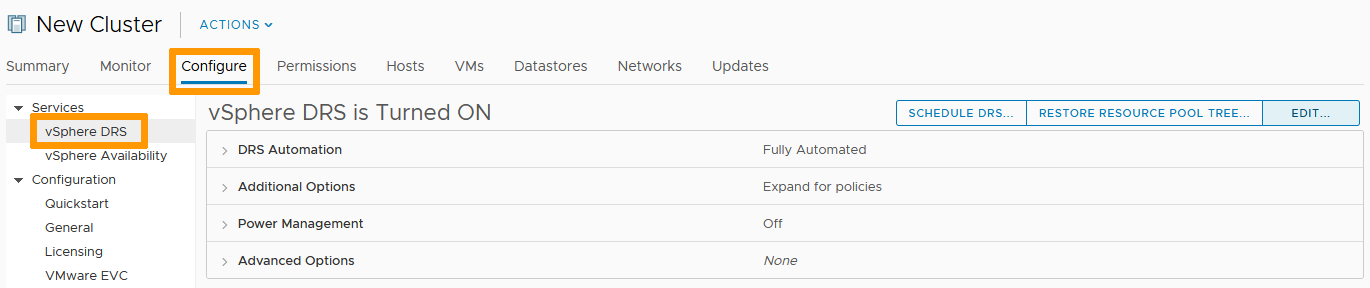 New Cluster ACTIONS
Summary Monitor Configure Permissions Hosts VMs Datastores Networks Updates
Services
vSphere DRS
vSphere Availability
Configuration
Quickstart
General
Licensing
VMware EVC
vSphere DRS is Turned ON
SCHEDULE DRS... RESTORE RESOURCE POOL TREE... EDIT...
DRS Automation Fully Automated
Additional Options Expand for policies
Power Management Off
Advanced Options None